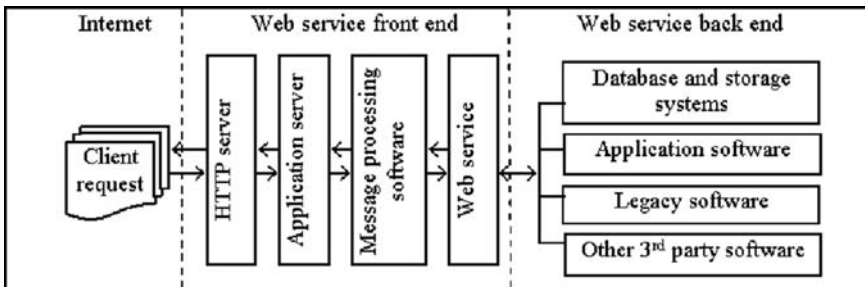 Internet
Web service front end
Web service back end
Client
request
HTTP server
Application server
Message processing
software
Web service
Database and storage
systems
Application software
Legacy software
Other 3rd party software